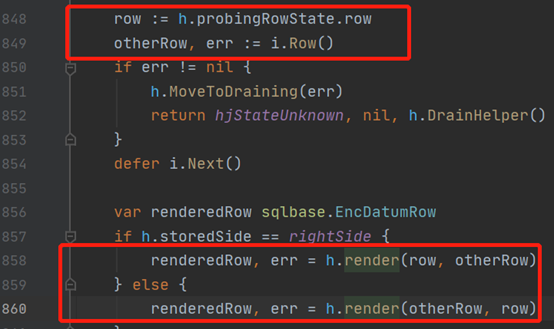 848 row := h.probingRowState.row
849 otherRow, err := i.Row()
850 if err != nil {
851 h.MoveToDraining(err)
852 return hjStateUnknown, nil, h.DrainHelper()
853 }
854 defer i.Next()
855
856 var renderedRow sqlbase.EncDatumRow
857 if h.storedSide == rightSide {
858 renderedRow, err = h.render(row, otherRow)
859 } else {
860 renderedRow, err = h.render(otherRow, row)